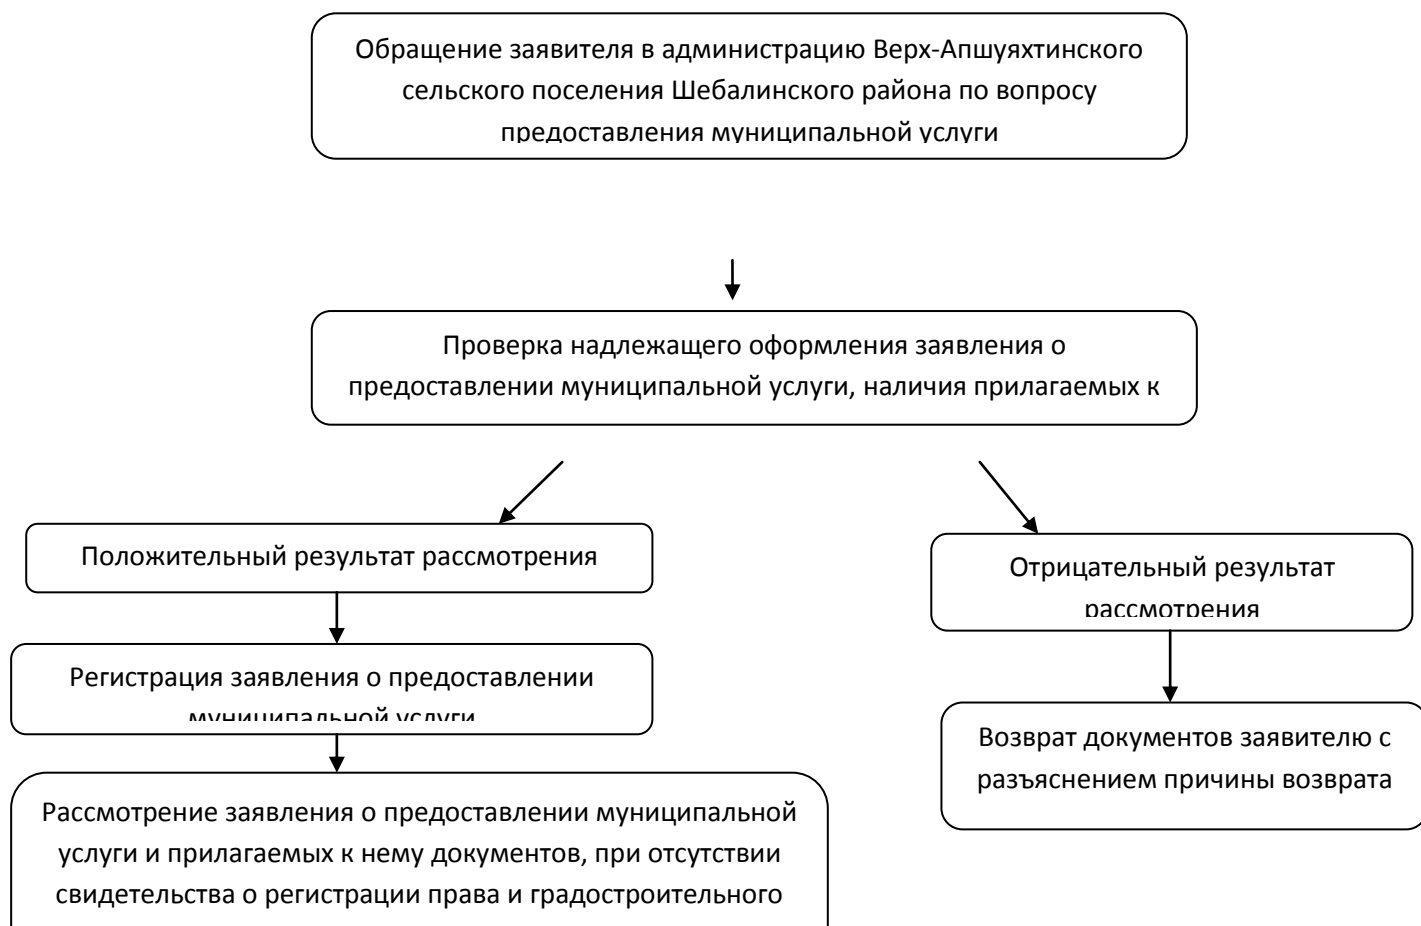 Обращение заявителя в администрацию Верх-Апшуяхтинского
сельского поселения Шебалинского района по вопросу
предоставления муниципальной услуги
Проверка надлежащего оформления заявления о
предоставлении муниципальной услуги, наличия прилагаемых к
Положительный результат рассмотрения
Отрицательный результат
рассмотрения
Регистрация заявления о предоставлении
муниципальной услуги
Возврат документов заявителю с
разъяснением причины возврата
Рассмотрение заявления о предоставлении муниципальной
услуги и прилагаемых к нему документов, при отсутствии
свидетельства о регистрации права и градостроительного